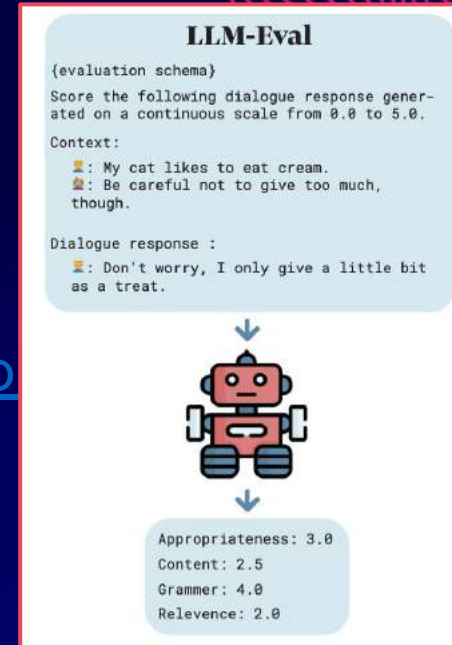 LLM-Eval
{evaluation schema}
Score the following dialogue response gener-
ated on a continuous scale from 0.0 to 5.0.
Context:
: My cat likes to eat cream.
: Be careful not to give too much,
though.
Dialogue response :
: Don't worry, I only give a little bit
as a treat.
Appropriateness: 3.0
Content: 2.5
Grammer: 4.0
Relevence: 2.0